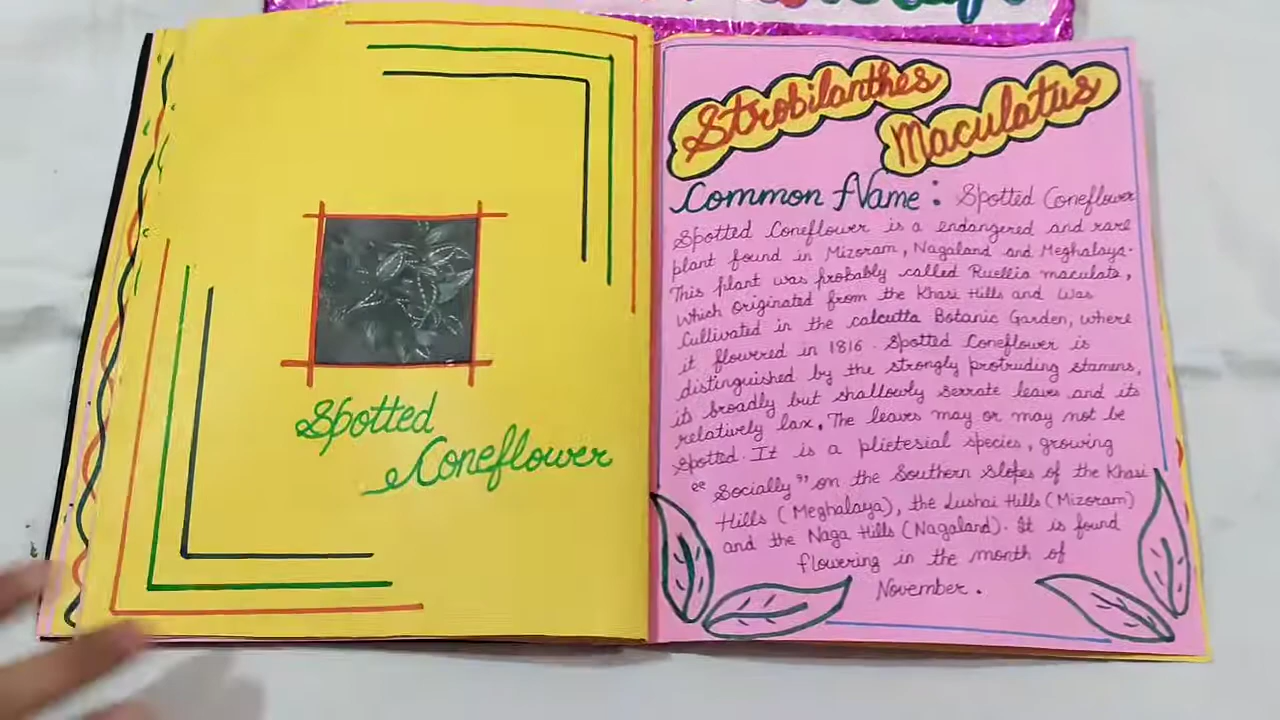 Spotted
Coneflower
Strobilanthes
Maculatus
Common Name : Spotted Coneflower
Spotted Coneflower is a endangered and rare
plant found in Mizoram, Nagaland and Meghalaya.
This plant was probably called Ruellia maculata,
which originated from the Khasi Hills and was
cultivated in the calcutta Botanic Garden, where
it flowered in 1816. Spotted Coneflower is
distinguished by the strongly protruding stamens,
its broadly but shallowly serrate leaves and its
relatively lax. The leaves may or may not be
spotted. It is a plietesial species, growing
"Socially" on the Southern Slopes of the Khasi
Hills (Meghalaya), the Lushai Hills (Mizoram)
and the Naga Hills (Nagaland). It is found
flowering in the month of
November.